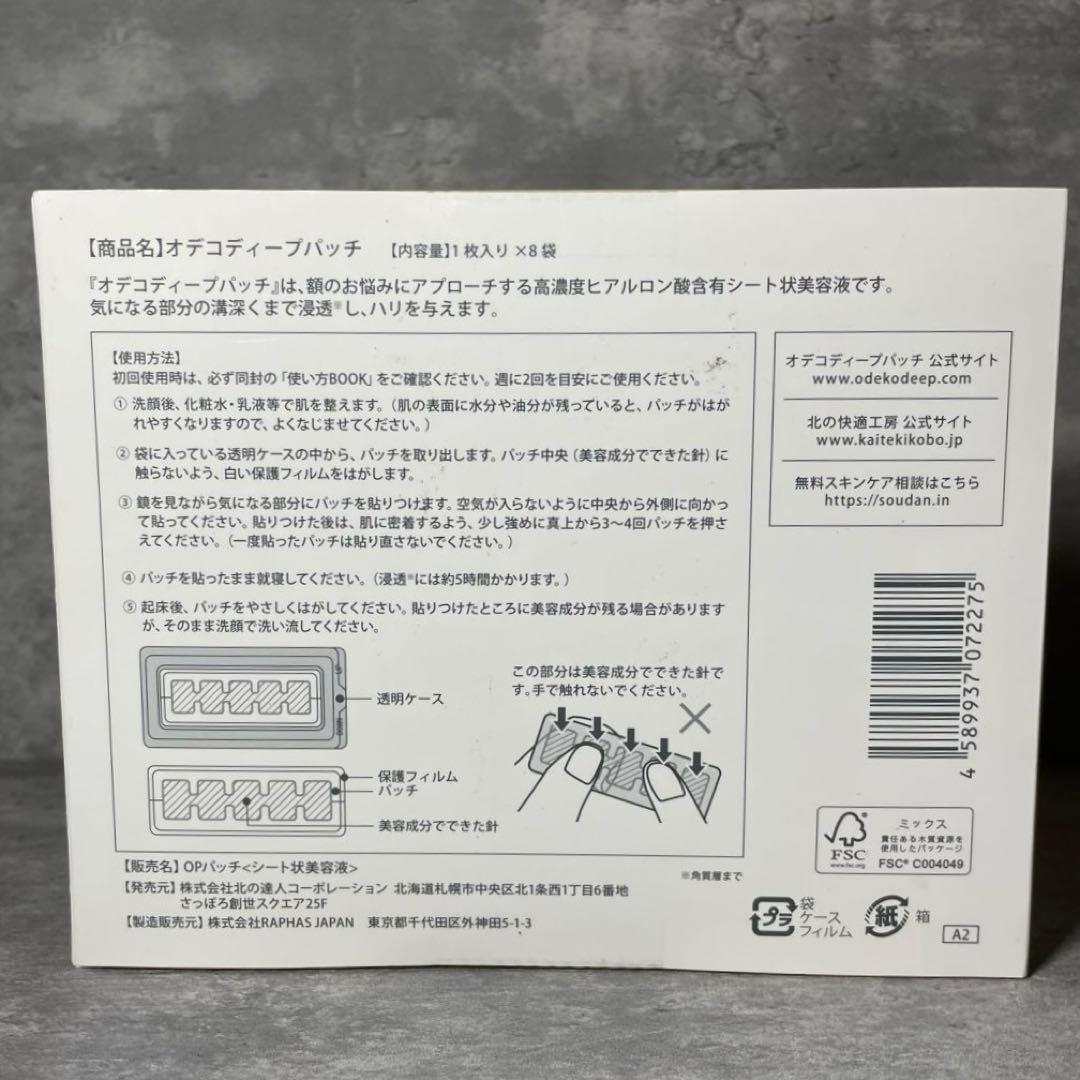 【商品名】オデコディープパッチ 【内容量】1枚入り×8袋
『オデコディープパッチ』は、額のお悩みにアプローチする高濃度ヒアルロン酸含有シート状美容液です。
気になる部分の溝深くまで浸透※し、ハリを与えます。
【使用方法】
初回使用時は、必ず同封の「使い方BOOK」をご確認ください。週に2回を目安にご使用ください。
① 洗顔後、化粧水・乳液等で肌を整えます。（肌の表面に水分や油分が残っていると、パッチがはが
れやすくなりますので、よくなじませてください。）
② 袋に入っている透明ケースの中から、パッチを取り出します。パッチ中央（美容成分でできた針）に
触らないよう、白い保護フィルムをはがします。
③ 鏡を見ながら気になる部分にパッチを貼りつけます。空気が入らないように中央から外側に向かっ
て貼ってください。貼りつけた後は、肌に密着するよう、少し強めに真上から3〜4回パッチを押さ
えてください。（一度貼ったパッチは貼り直さないでください。）
④ パッチを貼ったまま就寝してください。（浸透※には約5時間かかります。）
⑤ 起床後、パッチをやさしくはがしてください。貼りつけたところに美容成分が残る場合があります
が、そのまま洗顔で洗い流してください。
UP
DOWN
透明ケース
保護フィルム
パッチ
美容成分でできた針
この部分は美容成分でできた針で
す。手で触れないでください。
【販売名】OPパッチ<シート状美容液>
【発売元】株式会社北の達人コーポレーション 北海道札幌市中央区北1条西1丁目6番地
さっぽろ創世スクエア25F
【製造販売元】株式会社RAPHAS JAPAN 東京都千代田区外神田5-1-3
※角質層まで
オデコディープパッチ 公式サイト
www.odekodeep.com
北の快適工房 公式サイト
www.kaitekikobo.jp
無料スキンケア相談はこちら
https://soudan.in
4 589937 072275
FSC
www.fsc.org
ミックス
責任ある木質資源を
使用したパッケージ
FSC® C004049
プラ
袋
ケース
フィルム
紙
箱
A2